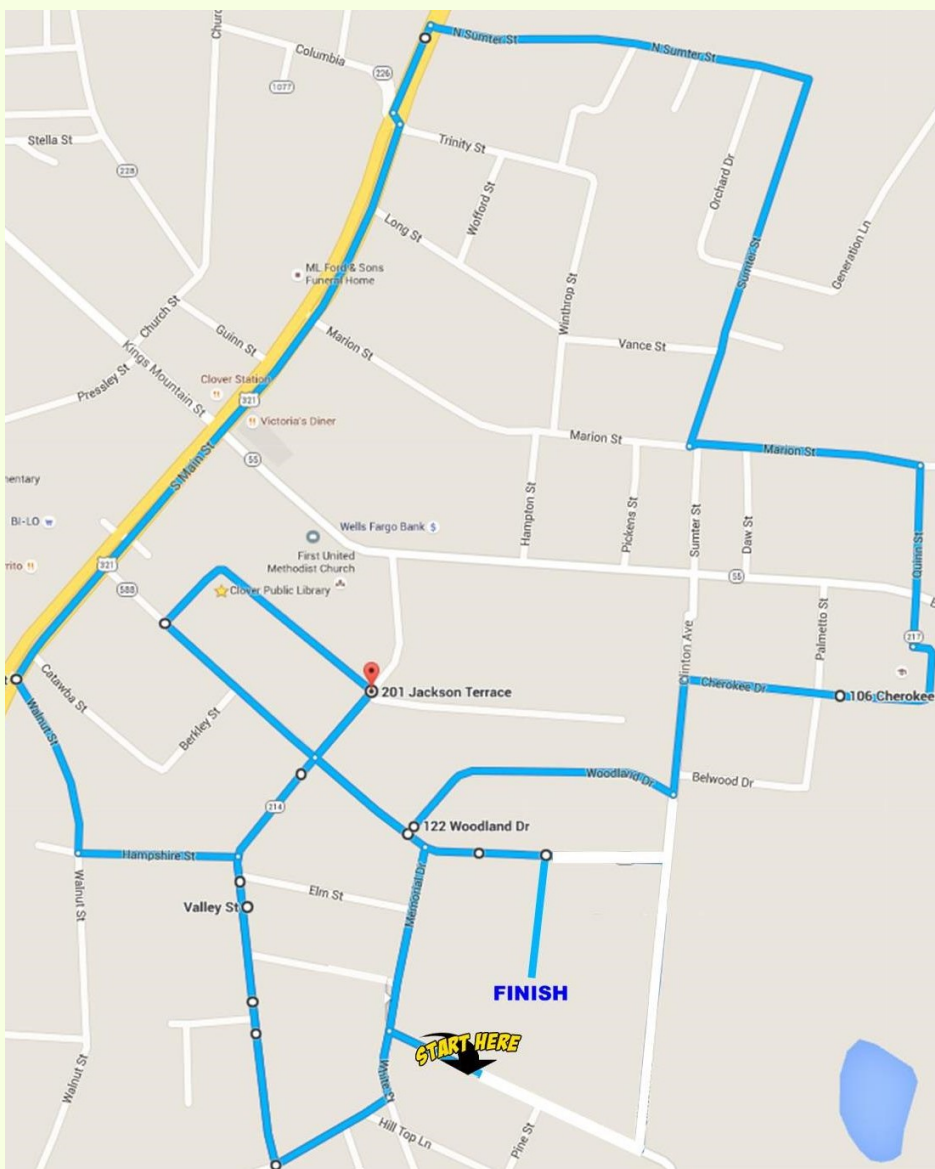 Church
Columbia
226
1077
N Sumter St
N Sumter St
Stella St
Trinity St
228
Wofford St
Orchard Dr
Long St
Sumter St
Generation Ln
ML Ford & Sons
Funeral Home
Winthrop St
Church St
Guinn St
Marion St
Vance St
Kings Mountain St
Pressley St
Clover Station
321
Victoria's Diner
Marion St
Marion St
55
S Main St
mentary
Hampton St
Pickens St
Sumter St
Daw St
Quinn St
BI-LO
Wells Fargo Bank
First United
Methodist Church
321
rito
55
588
Clover Public Library
Palmetto St
217
Clinton Ave
Catawba St
201 Jackson Terrace
Cherokee Dr
106 Cherokee
Walnut St
Berkley St
Woodland Dr
Belwood Dr
214
122 Woodland Dr
Hampshire St
Memorial Dr
Walnut St
Elm St
Valley St
FINISH
START HERE
Walnut St
White St
Hill Top Ln
Pine St